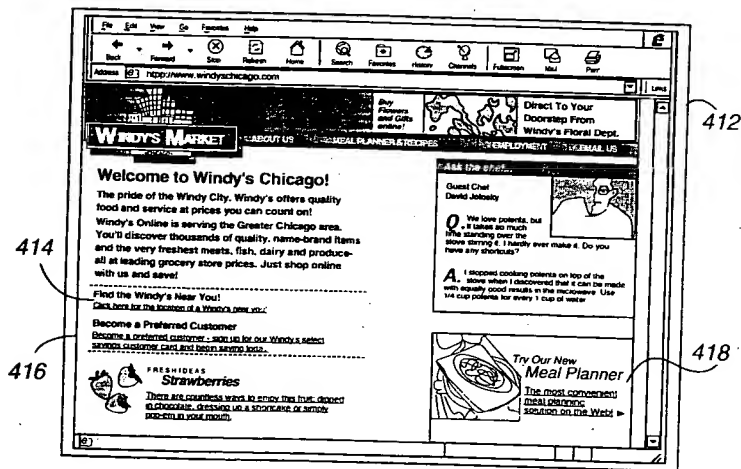 File Edit View Go Favorites Help
Back Forward Stop Refresh Home Search Favorites History Channels Fullscreen Mail Print
Address htpp://www.windyschicago.com Links
412
Buy
Flowers
and Gifts
online!
Direct To Your
Doorstep From
Windy's Floral Dept.
WINDY'S MARKET
ABOUT US MEAL PLANNER & RECIPES EMPLOYMENT EMAIL US
Welcome to Windy's Chicago!
The pride of the Windy City. Windy's offers quality
food and service at prices you can count on!
Windy's Online is serving the Greater Chicago area.
You'll discover thousands of quality, name-brand items
and the very freshest meats, fish, dairy and produce-
all at leading grocery store prices. Just shop online
with us and save!
414
Find the Windy's Near You!
Click here for the location of a Windy's near you!
416
Become a Preferred Customer
Become a preferred customer - sign up for our Windy's select
savings customer card and begin saving today.
FRESH IDEAS
Strawberries
There are countless ways to enjoy this fruit: dipped
in chocolate, dressing up a shortcake or simply
pop-em in your mouth.
Ask the chef...
Guest Chef
David Jelosky
Q. We love polenta, but
it takes so much
time standing over the
stove stirring it. I hardly ever make it. Do you
have any shortcuts?
A. I stopped cooking polenta on top of the
stove when I discovered that it can be made
with equally good results in the microwave. Use
1/4 cup polenta for every 1 cup of water
418
Try Our New
Meal Planner
The most convenient
meal planning
solution on the Web!